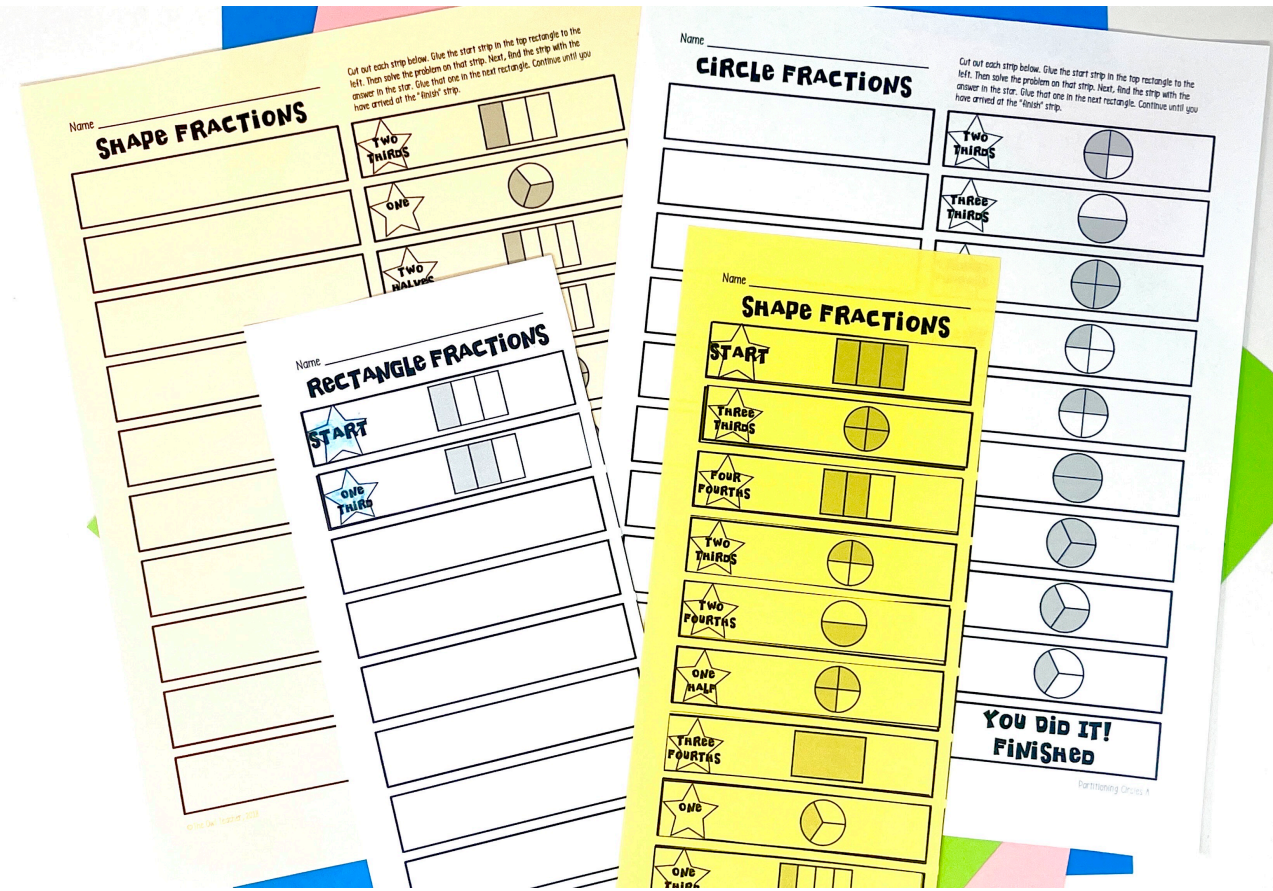 Name
SHAPE FRACTIONS
Cut out each strip below. Glue the start strip in the top rectangle to the
left. Then solve the problem on that strip. Next, find the strip with the
answer in the star. Glue that one in the next rectangle. Continue until you
have arrived at the "finish" strip.
TWO
THIRDS
ONE
TWO
HALVES
Name
CIRCLE FRACTIONS
Cut out each strip below. Glue the start strip in the top rectangle to the
left. Then solve the problem on that strip. Next, find the strip with the
answer in the star. Glue that one in the next rectangle. Continue until you
have arrived at the "finish" strip.
TWO
THIRDS
THREE
THIRDS
YOU DID IT!
FINISHED
Partitioning Circles A
Name
RECTANGLE FRACTIONS
START
ONE
THIRD
Name
SHAPE FRACTIONS
START
THREE
THIRDS
FOUR
FOURTHS
TWO
THIRDS
TWO
FOURTHS
ONE
HALF
THREE
FOURTHS
ONE
ONE
THIRD